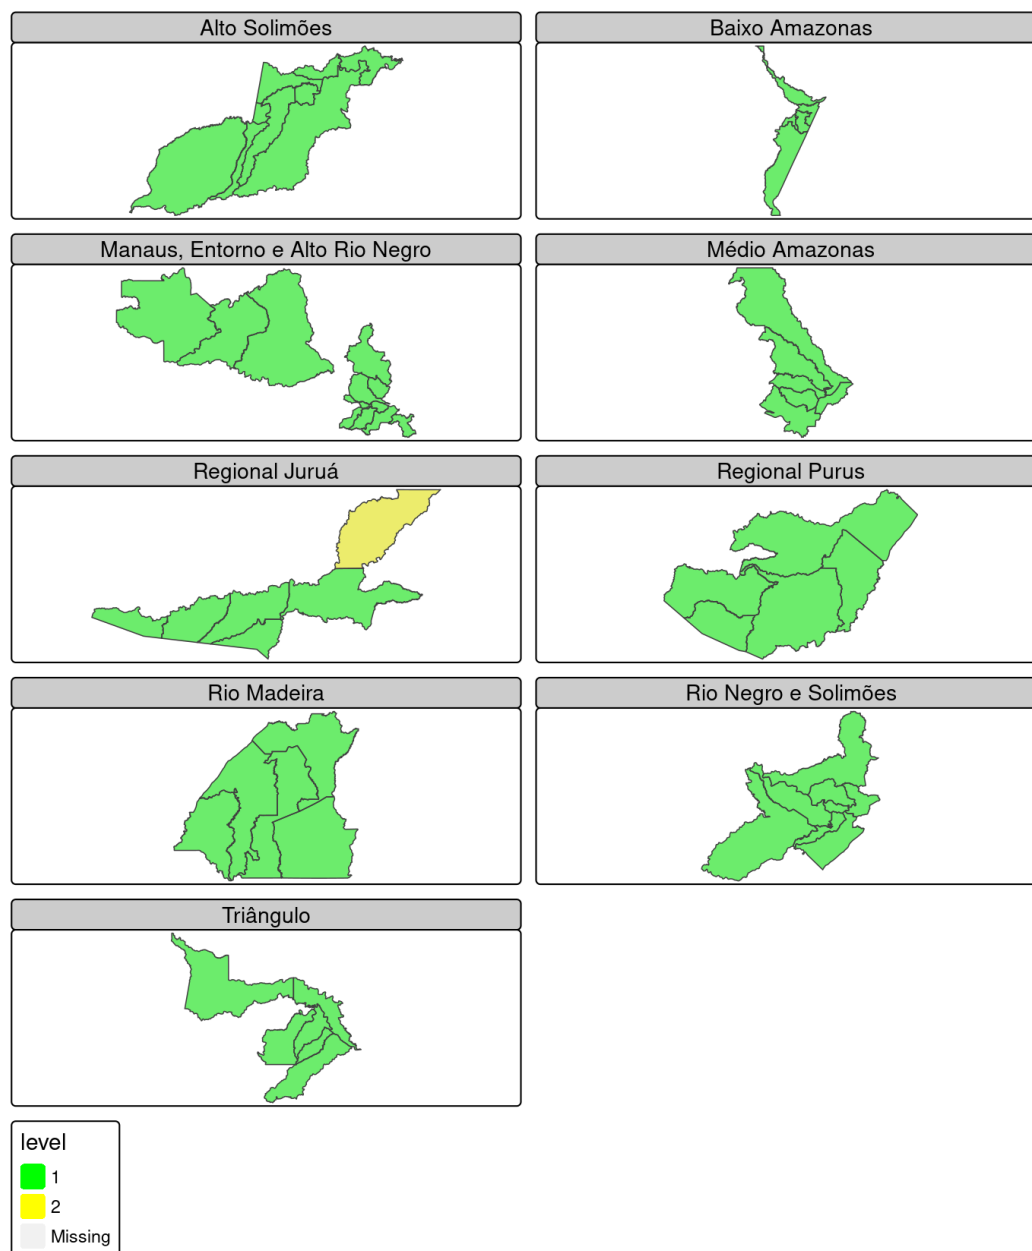 Alto Solimões
Baixo Amazonas
Manaus, Entorno e Alto Rio Negro
Médio Amazonas
Regional Juruá
Regional Purus
Rio Madeira
Rio Negro e Solimões
Triângulo
level
1
2
Missing